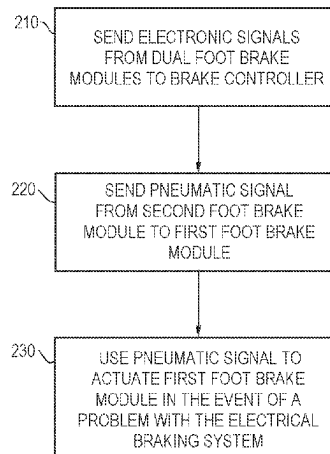 210
SEND ELECTRONIC SIGNALS
FROM DUAL FOOT BRAKE
MODULES TO BRAKE CONTROLLER
220
SEND PNEUMATIC SIGNAL
FROM SECOND FOOT BRAKE
MODULE TO FIRST FOOT BRAKE
MODULE
230
USE PNEUMATIC SIGNAL TO
ACTUATE FIRST FOOT BRAKE
MODULE IN THE EVENT OF A
PROBLEM WITH THE ELECTRICAL
BRAKING SYSTEM